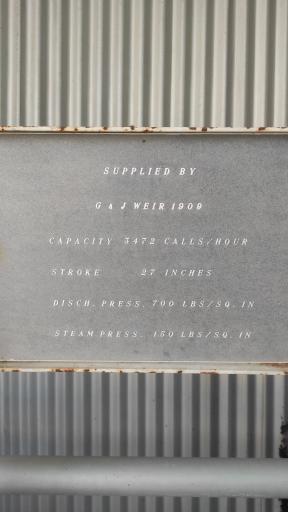 SUPPLIED BY
G & J WEIR 1909
CAPACITY 3472 CALLS/HOUR
STROKE 27 INCHES
DISCH. PRESS. 700 LBS/SQ. IN
STEAM PRESS. 150 LBS/SQ. IN